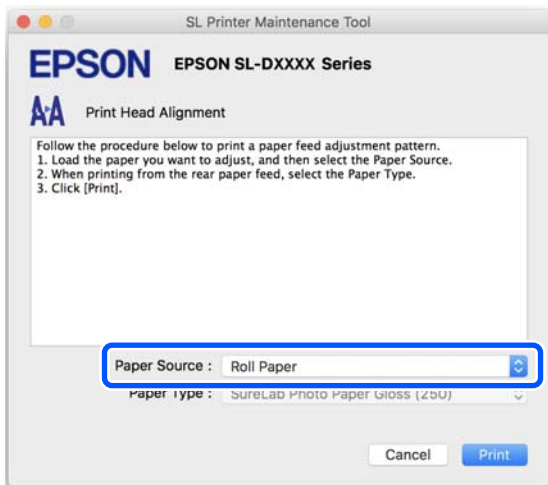 SL Printer Maintenance Tool
EPSON EPSON SL-DXXXX Series
Print Head Alignment
Follow the procedure below to print a paper feed adjustment pattern.
1. Load the paper you want to adjust, and then select the Paper Source.
2. When printing from the rear paper feed, select the Paper Type.
3. Click [Print].
Paper Source : Roll Paper
Paper Type : SureLab Photo Paper Gloss (250)
Cancel Print